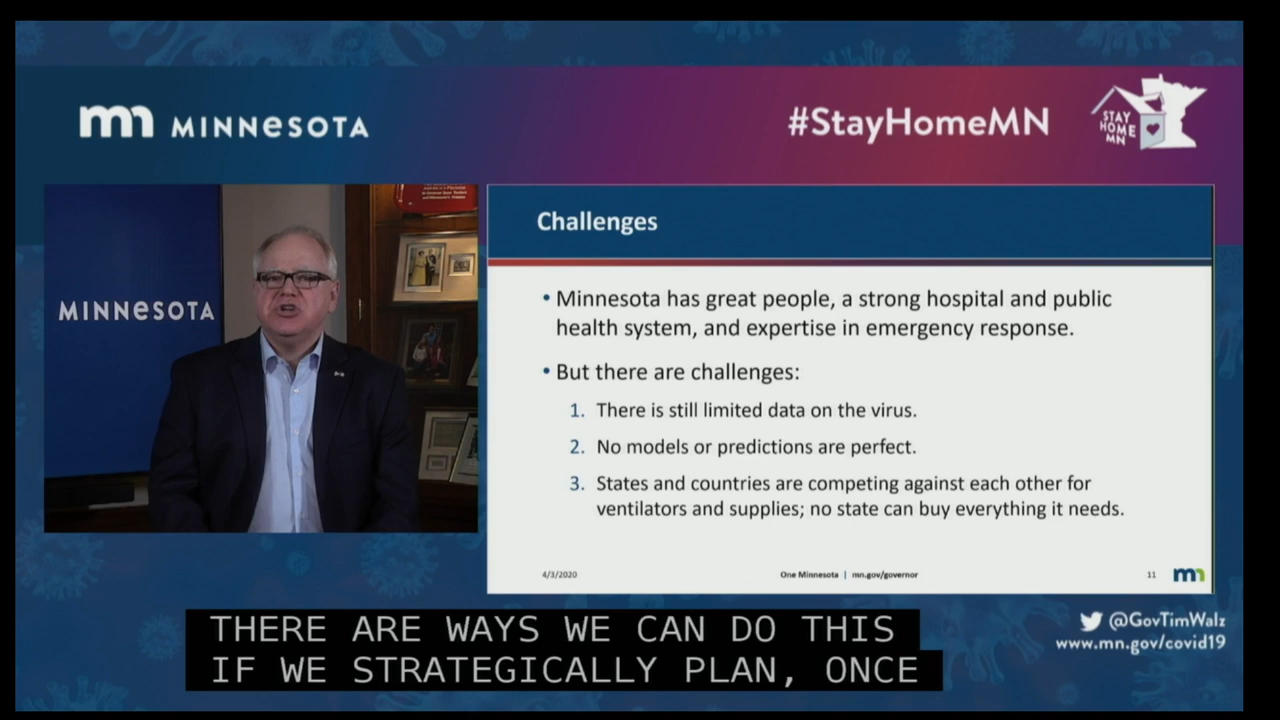 mn MINNESOTA
#StayHomeMN
STAY
HOME
MN
MINNESOTA
Challenges
• Minnesota has great people, a strong hospital and public
health system, and expertise in emergency response.
• But there are challenges:
1. There is still limited data on the virus.
2. No models or predictions are perfect.
3. States and countries are competing against each other for
ventilators and supplies; no state can buy everything it needs.
4/3/2020
One Minnesota | mn.gov/governor
11
mn
THERE ARE WAYS WE CAN DO THIS
IF WE STRATEGICALLY PLAN, ONCE
@GovTimWalz
www.mn.gov/covid19